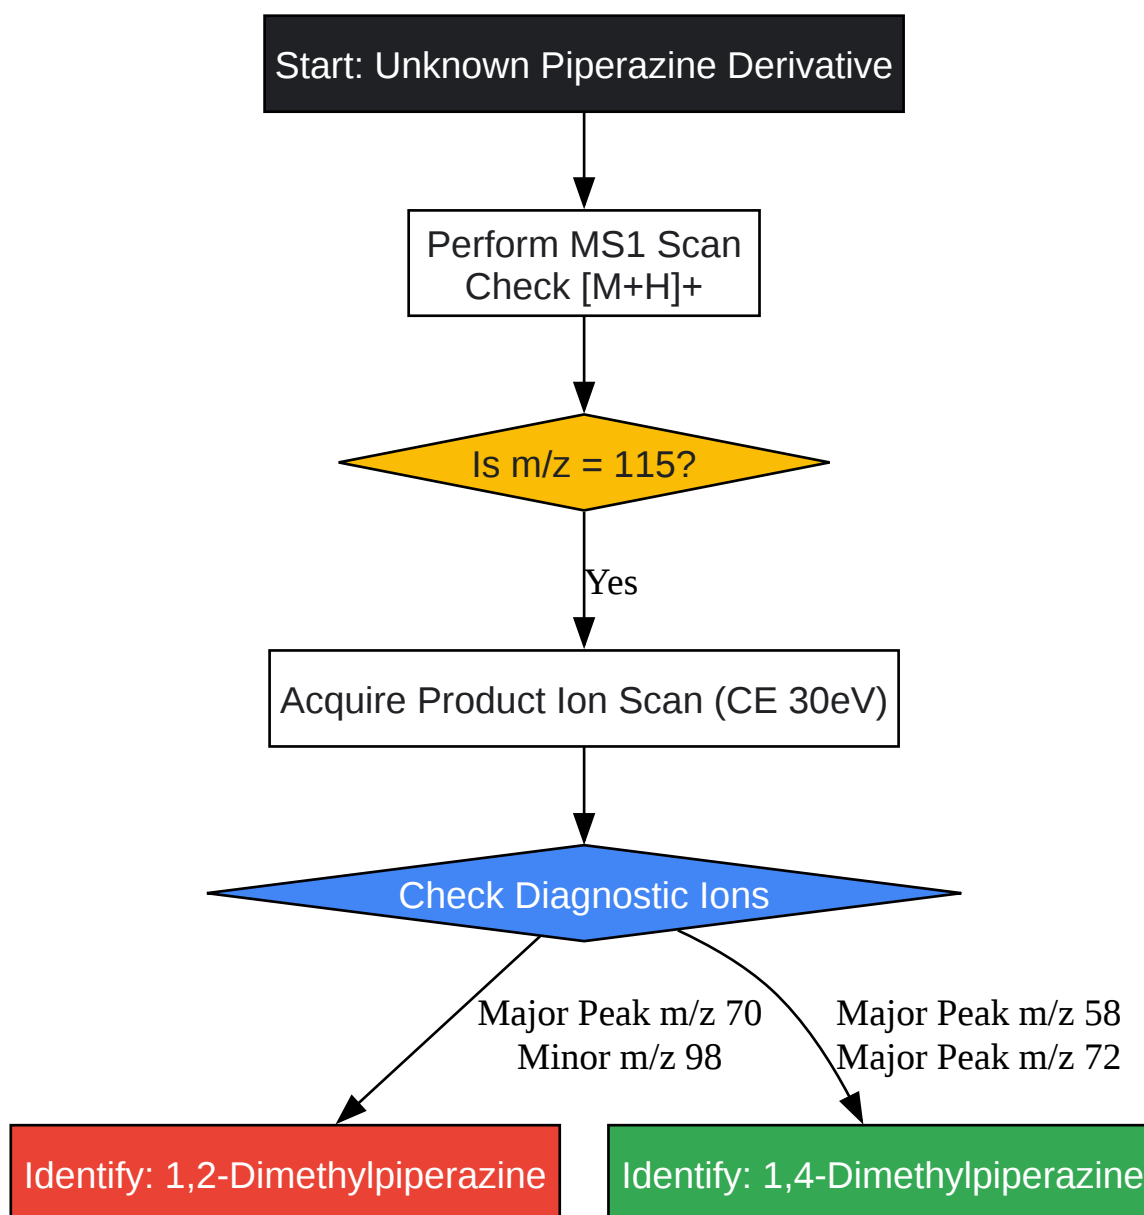 Start: Unknown Piperazine Derivative
Perform MS1 Scan
Check [M+H]+
Is m/z = 115?
Yes
Acquire Product Ion Scan (CE 30eV)
Check Diagnostic Ions
Major Peak m/z 70
Minor m/z 98
Major Peak m/z 58
Major Peak m/z 72
Identify: 1,2-Dimethylpiperazine
Identify: 1,4-Dimethylpiperazine